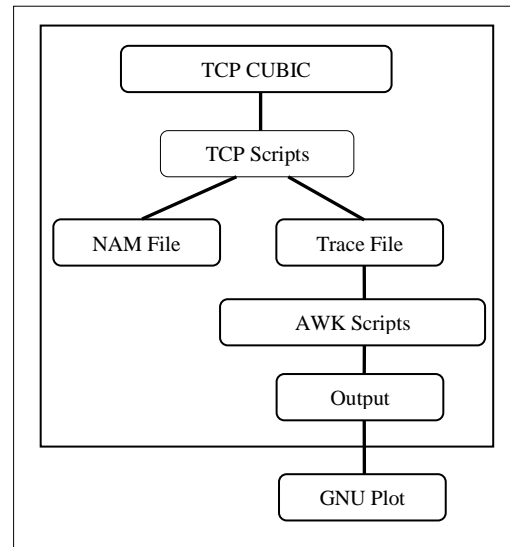 TCP CUBIC
TCP Scripts
NAM File
Trace File
AWK Scripts
Output
GNU Plot